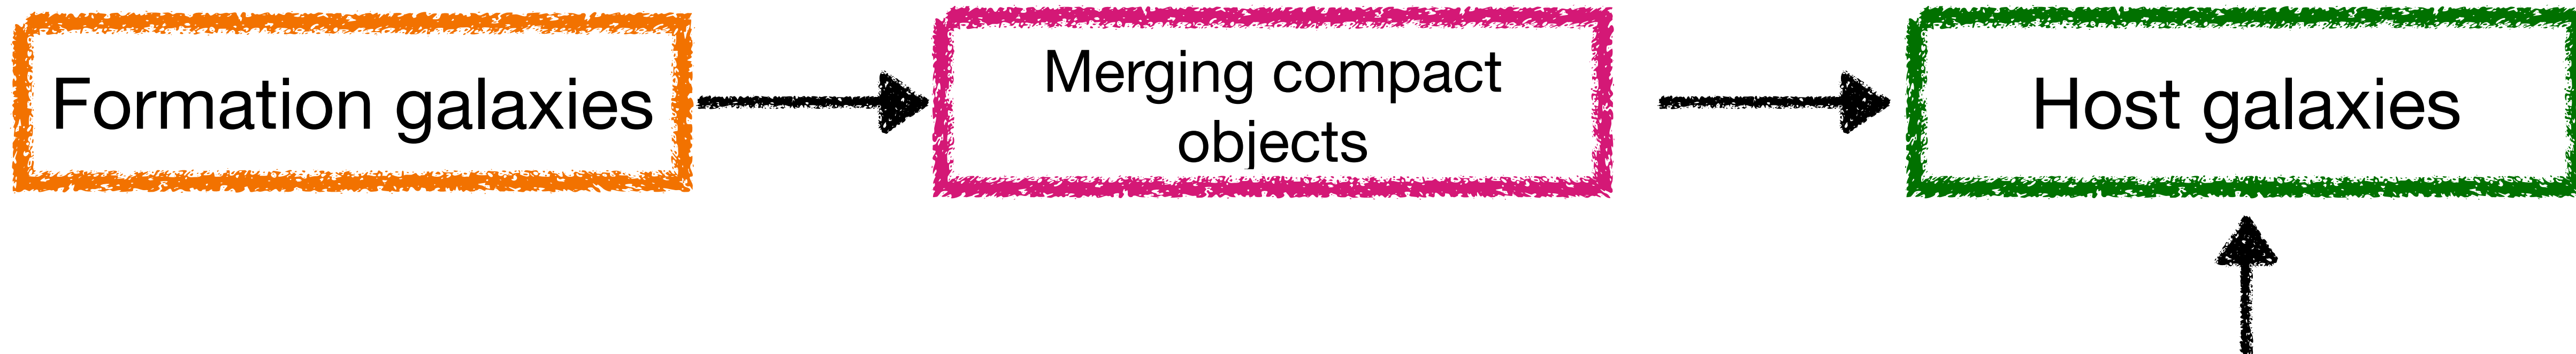 Formation galaxies
Merging compact
objects
Host galaxies